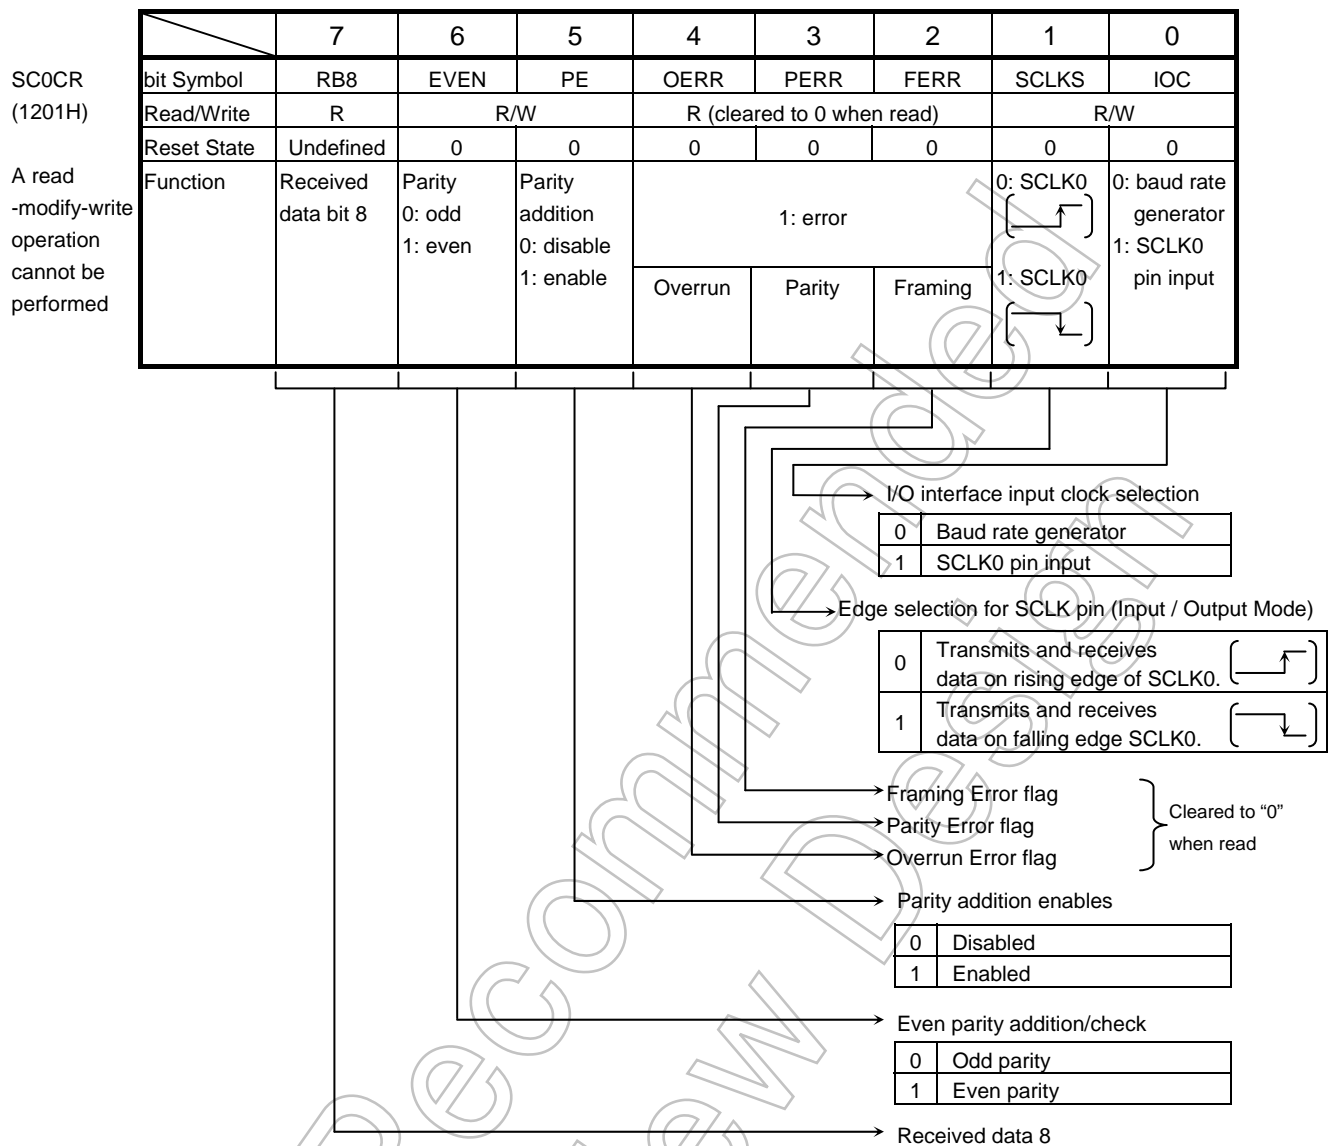 7 6 5 4 3 2 1 0
SC0CR
(1201H)
A read
-modify-write
operation
cannot be
performed
bit Symbol RB8 EVEN PE OERR PERR FERR SCLKS IOC
Read/Write R R/W R (cleared to 0 when read) R/W
Reset State Undefined 0 0 0 0 0 0 0
Function
Received
data bit 8
Parity
0: odd
1: even
Parity
addition
0: disable
1: enable
1: error
Overrun Parity Framing
0: SCLK0
1: SCLK0
0: baud rate
generator
1: SCLK0
pin input
I/O interface input clock selection
0 Baud rate generator
1 SCLK0 pin input
Edge selection for SCLK pin (Input / Output Mode)
0 Transmits and receives
data on rising edge of SCLK0.
1 Transmits and receives
data on falling edge SCLK0.
Framing Error flag
Parity Error flag
Overrun Error flag
Cleared to “0”
when read
Parity addition enables
0 Disabled
1 Enabled
Even parity addition/check
0 Odd parity
1 Even parity
Received data 8
Recommended
ew Design